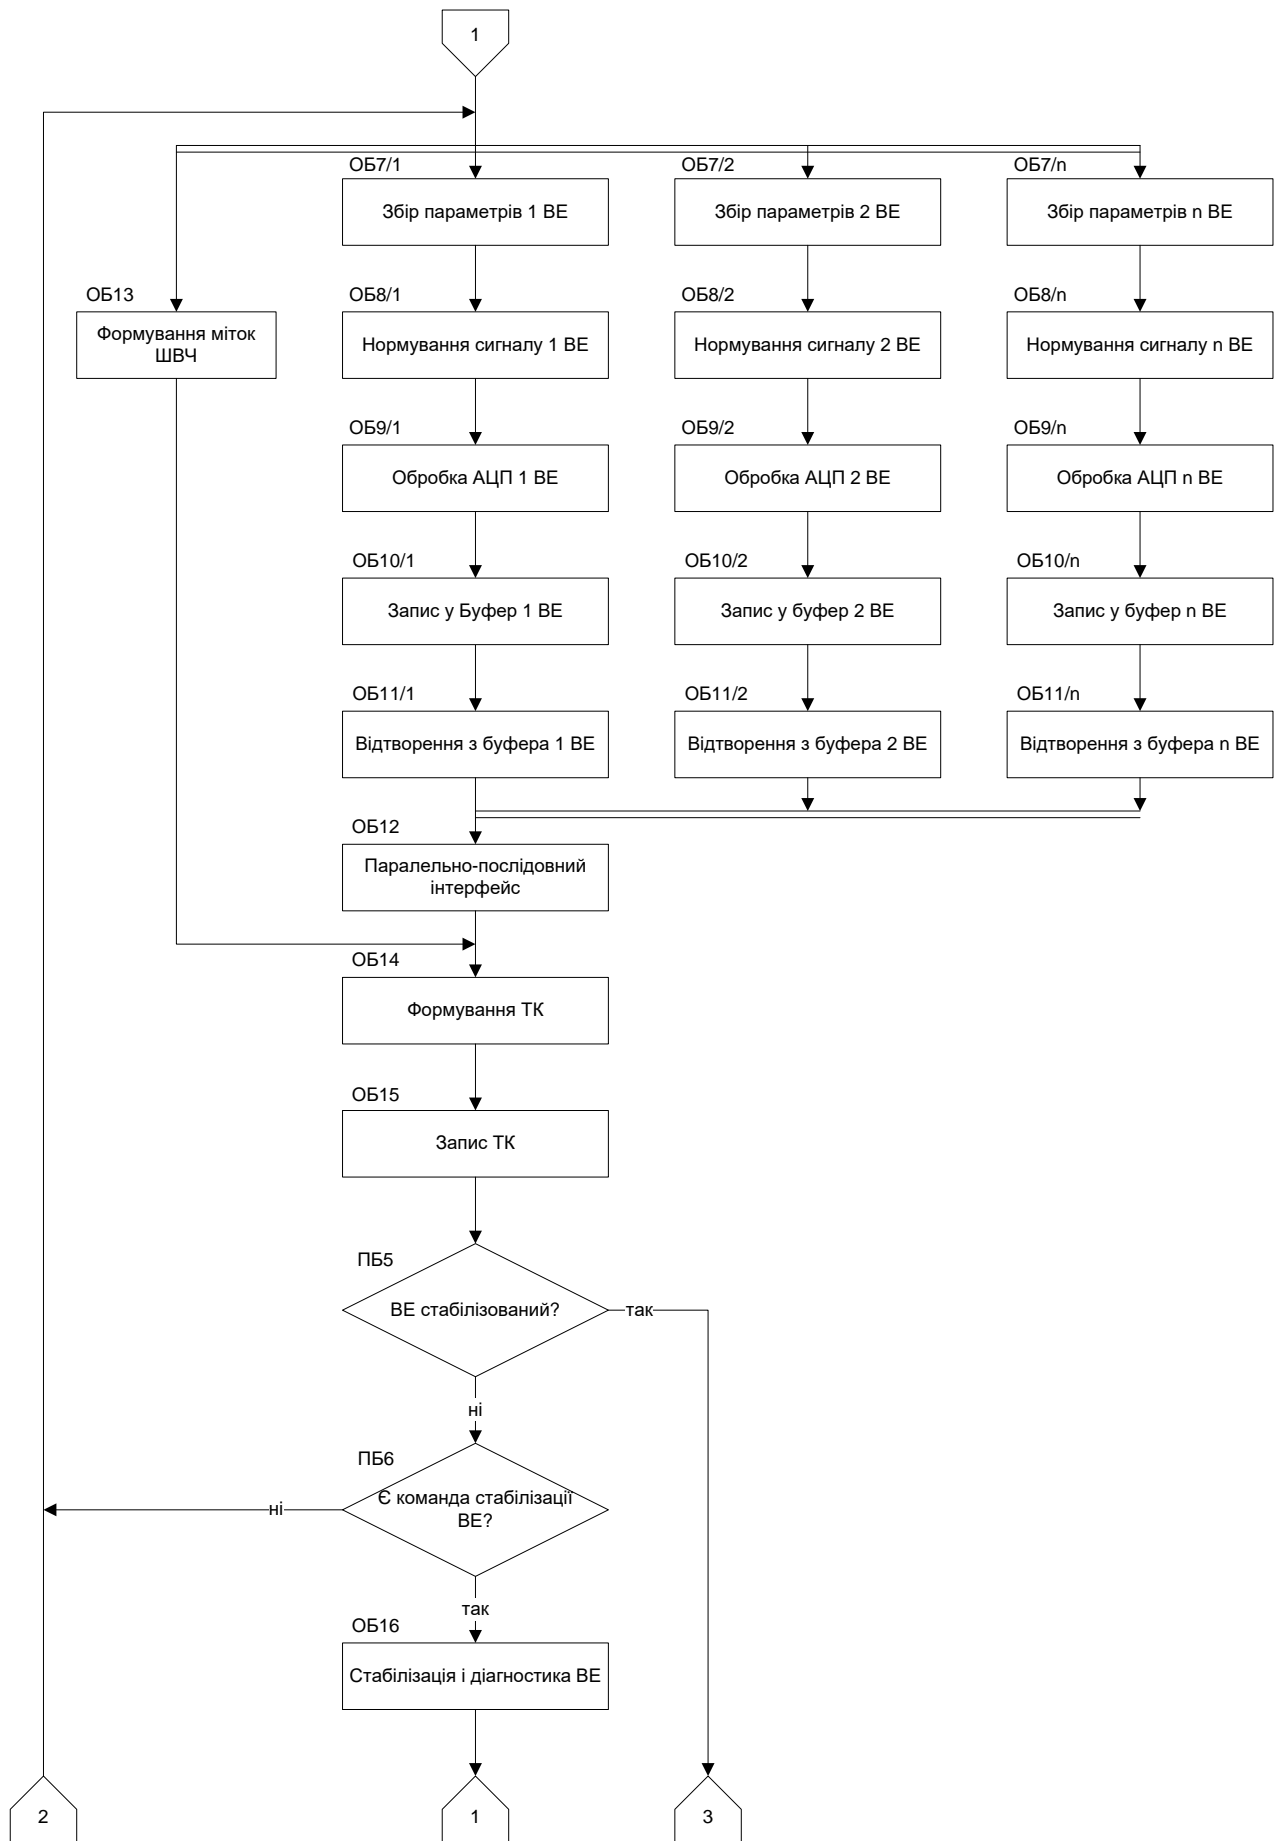 1
ОБ7/1
ОБ7/2
ОБ7/n
Збір параметрів 1 ВЕ
Збір параметрів 2 ВЕ
Збір параметрів n ВЕ
ОБ13
ОБ8/1
ОБ8/2
ОБ8/n
Формування міток
ШВЧ
Нормування сигналу 1 ВЕ
Нормування сигналу 2 ВЕ
Нормування сигналу n ВЕ
ОБ9/1
ОБ9/2
ОБ9/n
Обробка АЦП 1 ВЕ
Обробка АЦП 2 ВЕ
Обробка АЦП n ВЕ
ОБ10/1
ОБ10/2
ОБ10/n
Запис у Буфер 1 ВЕ
Запис у буфер 2 ВЕ
Запис у буфер n ВЕ
ОБ11/1
ОБ11/2
ОБ11/n
Відтворення з буфера 1 ВЕ
Відтворення з буфера 2 ВЕ
Відтворення з буфера n ВЕ
ОБ12
Паралельно-послідовний
інтерфейс
ОБ14
Формування ТК
ОБ15
Запис ТК
ПБ5
ВЕ стабілізований?
так
ні
ПБ6
Є команда стабілізації
ВЕ?
ні
так
ОБ16
Стабілізація і діагностика ВЕ
2
1
3